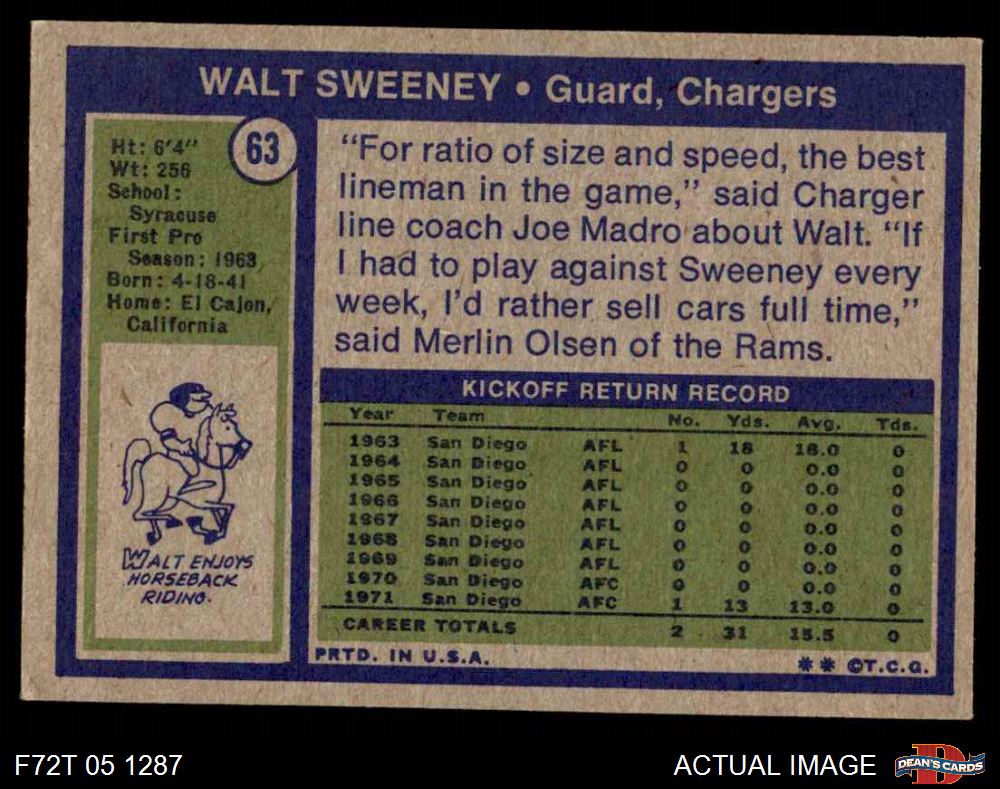 WALT SWEENEY • Guard, Chargers
63
Ht: 6'4"
Wt: 256
School:
Syracuse
First Pro
Season: 1963
Born: 4-18-41
Home: El Cajon,
California
WALT ENJOYS
HORSEBACK
RIDING.
"For ratio of size and speed, the best
lineman in the game," said Charger
line coach Joe Madro about Walt. "If
I had to play against Sweeney every
week, I'd rather sell cars full time,"
said Merlin Olsen of the Rams.
KICKOFF RETURN RECORD
Year Team No. Yds. Avg. Tds.
1963 San Diego AFL 1 18 18.0 0
1964 San Diego AFL 0 0 0.0 0
1965 San Diego AFL 0 0 0.0 0
1966 San Diego AFL 0 0 0.0 0
1967 San Diego AFL 0 0 0.0 0
1968 San Diego AFL 0 0 0.0 0
1969 San Diego AFL 0 0 0.0 0
1970 San Diego AFC 0 0 0.0 0
1971 San Diego AFC 1 13 13.0 0
CAREER TOTALS 2 31 15.5 0
PRTD. IN U.S.A.
** ©T.C.G.
F72T 05 1287
ACTUAL IMAGE
D
DEAN'S CARDS